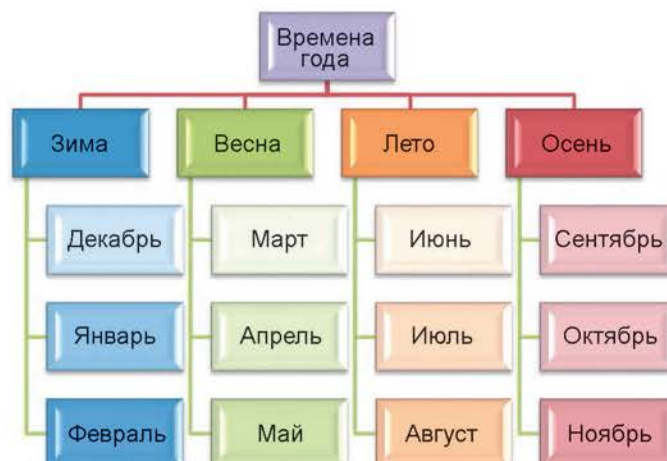 Времена
года
Зима
Весна
Лето
Осень
Декабрь
Март
Июнь
Сентябрь
Январь
Апрель
Июль
Октябрь
Февраль
Май
Август
Ноябрь